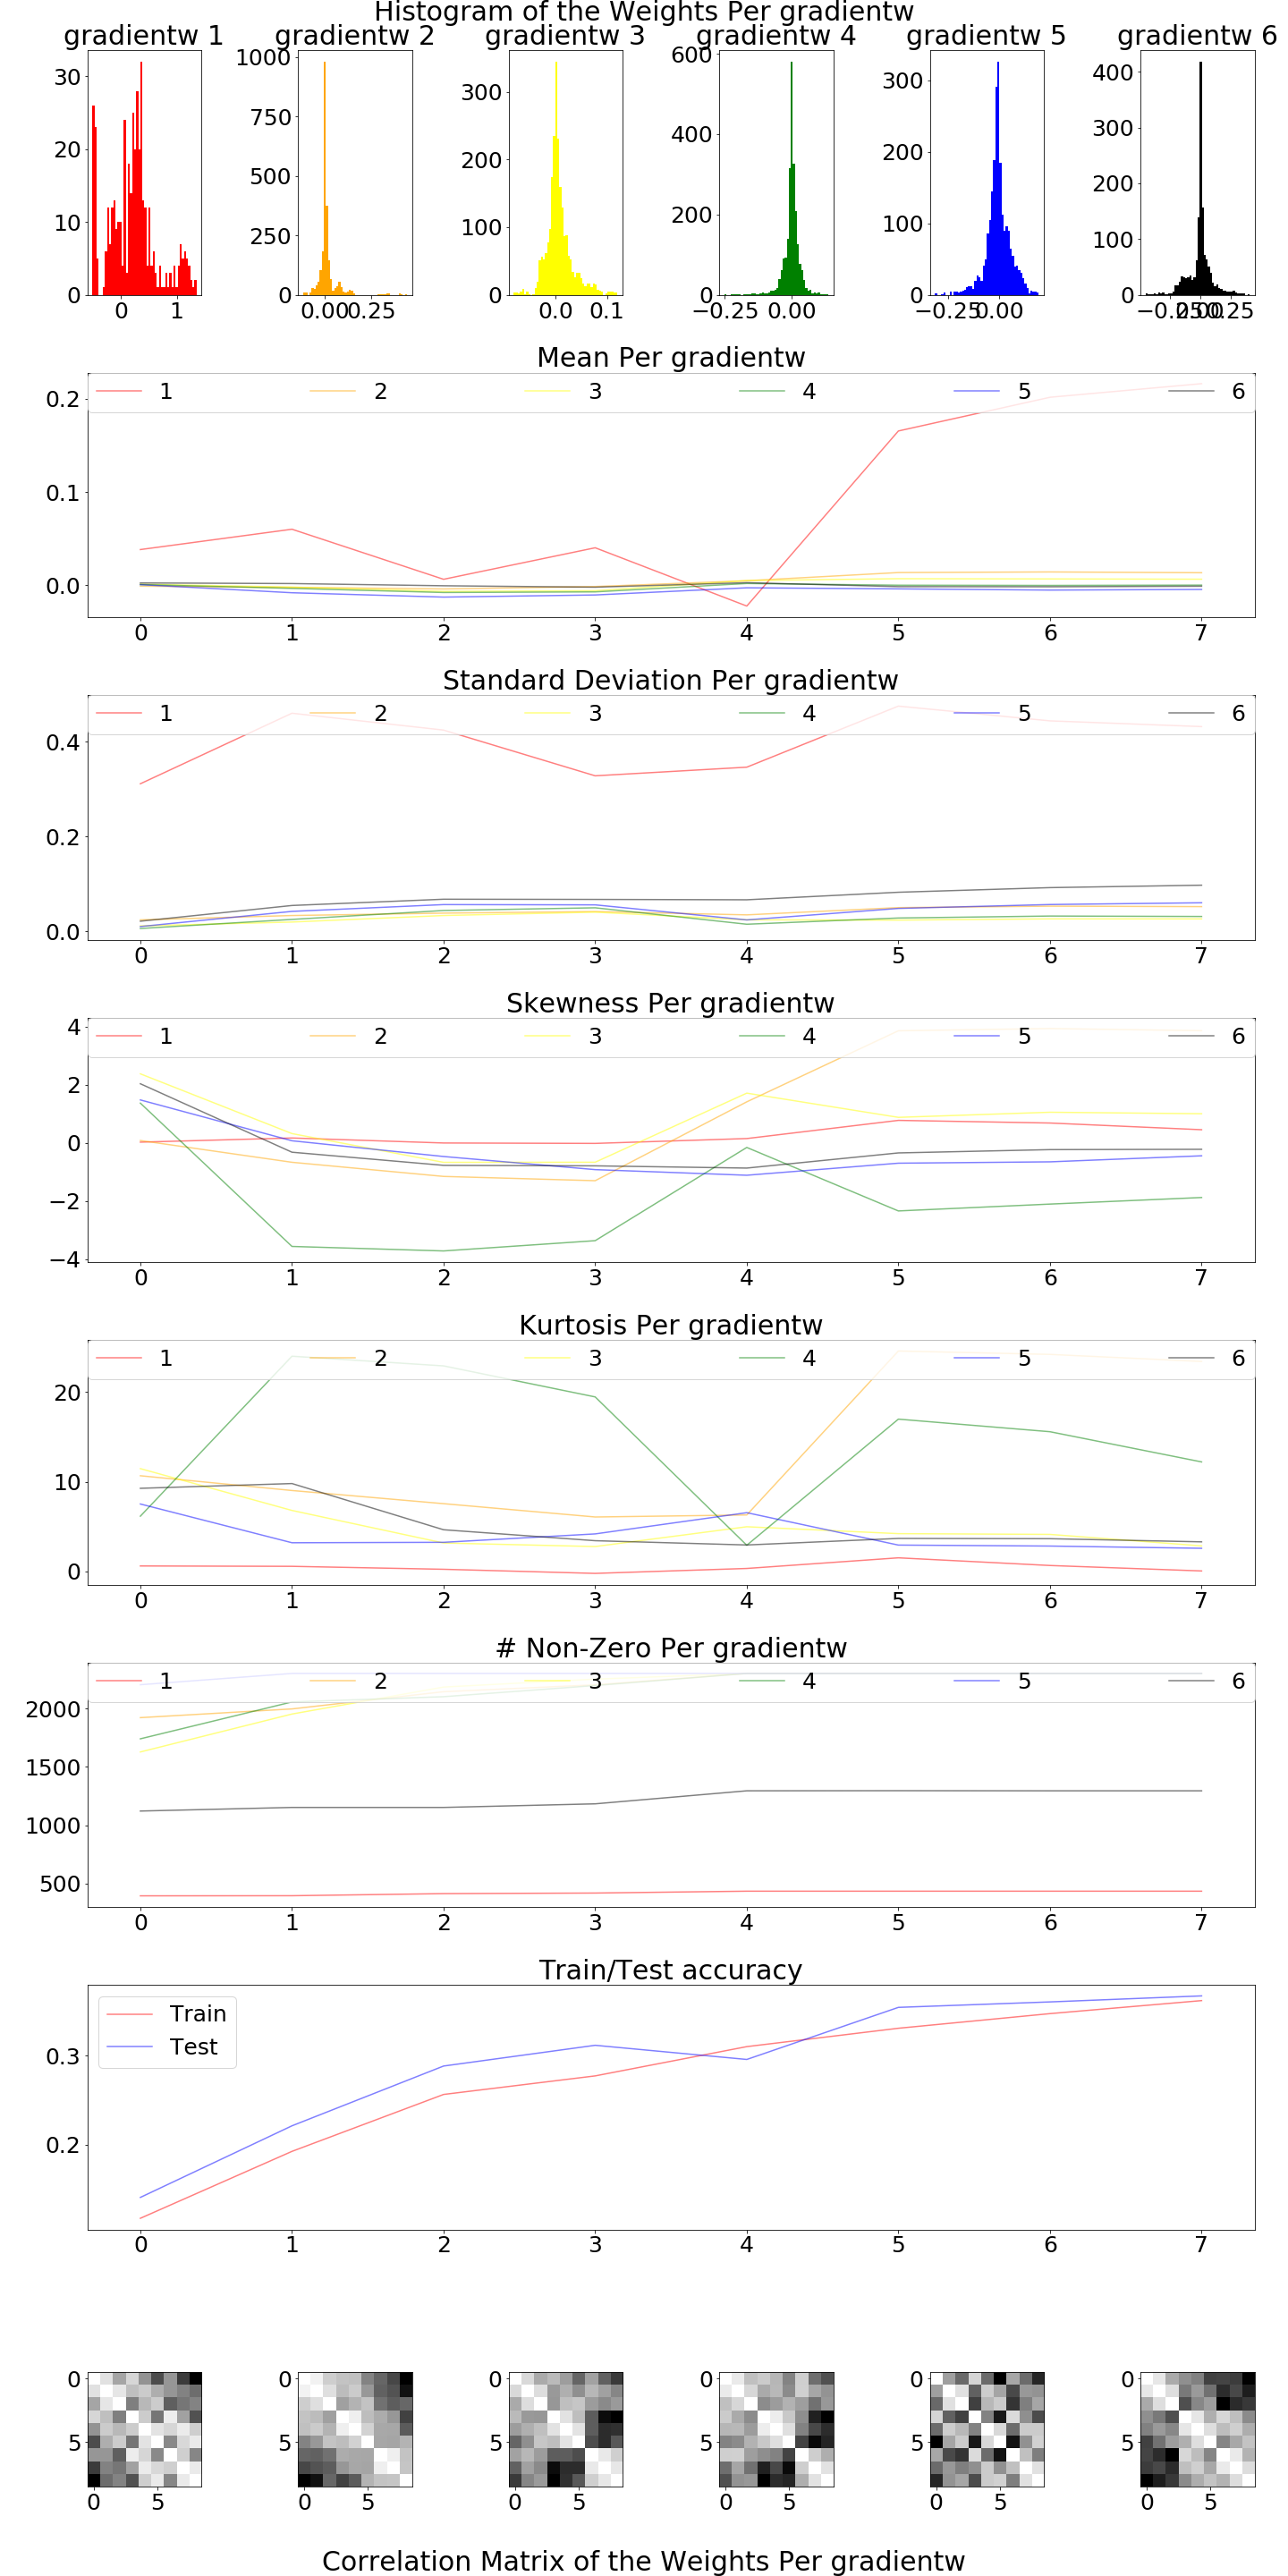 Histogram of the Weights Per gradientw
gradientw 1 gradientw 2 gradientw 3 gradientw 4 gradientw 5 gradientw 6
30 20 10 0
0 1
1000 750 500 250 0
0.00 0.25
300 200 100 0
0.0 0.1
600 400 200 0
−0.25 0.00
300 200 100 0
−0.25 0.00
400 300 200 100 0
−0.25 0.00 0.25
Mean Per gradientw
1 2 3 4 5 6
0.2
0.1
0.0
0 1 2 3 4 5 6 7
Standard Deviation Per gradientw
1 2 3 4 5 6
0.4
0.2
0.0
0 1 2 3 4 5 6 7
Skewness Per gradientw
4
1 2 3 4 5 6
2
0
−2
−4
0 1 2 3 4 5 6 7
Kurtosis Per gradientw
1 2 3 4 5 6
20
10
0
0 1 2 3 4 5 6 7
# Non-Zero Per gradientw
1 2 3 4 5 6
2000
1500
1000
500
0 1 2 3 4 5 6 7
Train/Test accuracy
Train
Test
0.3
0.2
0 1 2 3 4 5 6 7
0 0 0 0 0 0
5 5 5 5 5 5
0 5 0 5 0 5 0 5 0 5 0 5
Correlation Matrix of the Weights Per gradientw